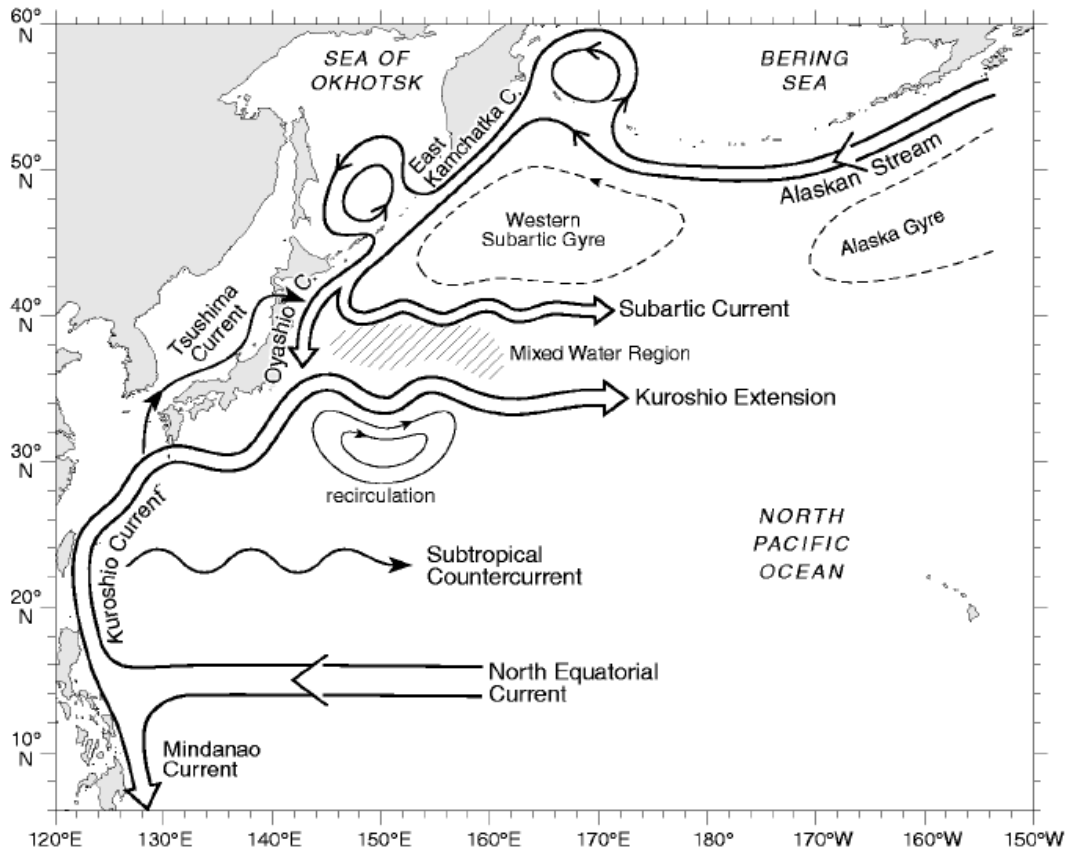 60°
N
50°
N
40°
N
30°
N
20°
N
10°
N
SEA OF
OKHOTSK
BERING
SEA
East
Kamchatka C.
Alaskan Stream
Western
Subartic Gyre
Alaska Gyre
Tsushima
Current
Oyashio C.
Subartic Current
Mixed Water Region
Kuroshio Extension
recirculation
Kuroshio Current
Subtropical
Countercurrent
NORTH
PACIFIC
OCEAN
North Equatorial
Current
Mindanao
Current
120°E
130°E
140°E
150°E
160°E
170°E
180°
170°W
160°W
150°W